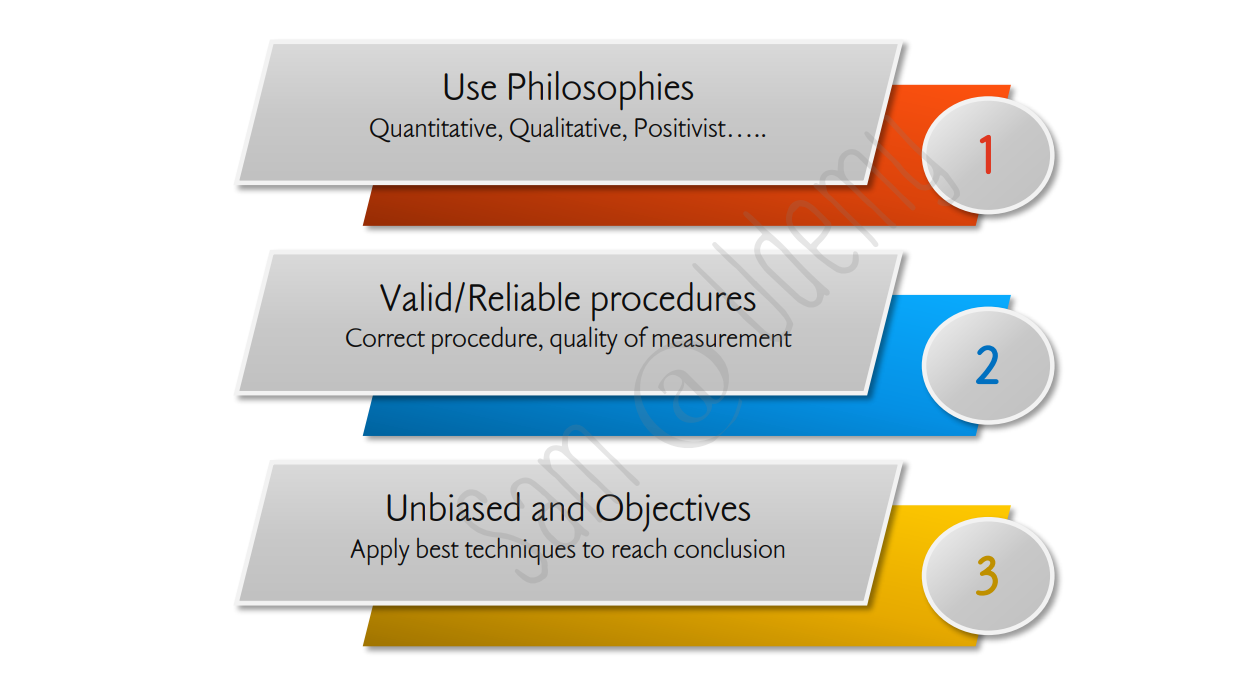 Use Philosophies
Quantitative, Qualitative, Positivist…..
1
Valid/Reliable procedures
Correct procedure, quality of measurement
2
Unbiased and Objectives
Apply best techniques to reach conclusion
3
Sam @ Udemy